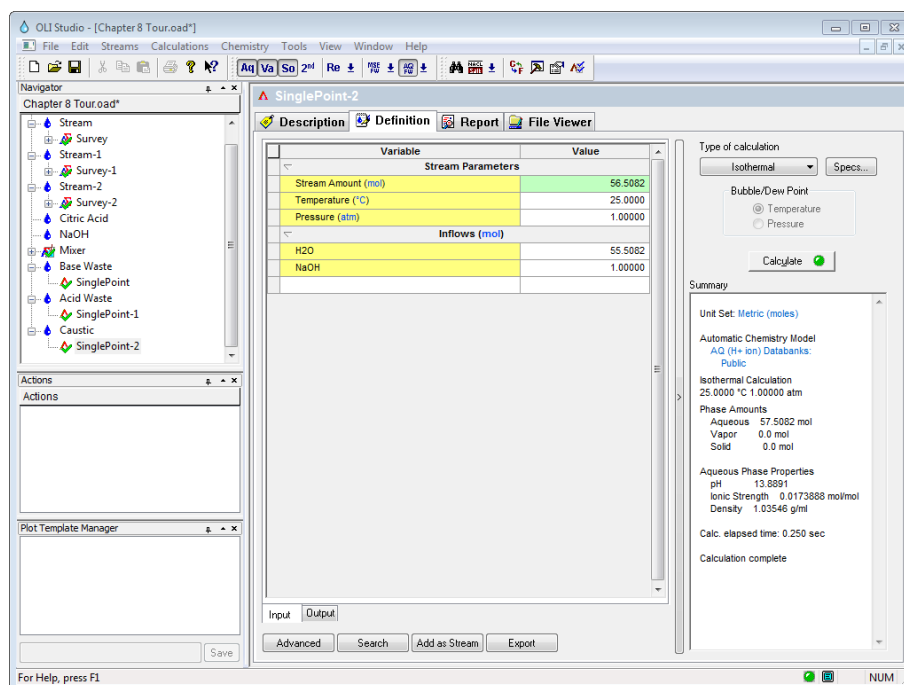 OLI Studio - [Chapter 8 Tour.oad*]
File Edit Streams Calculations Chemistry Tools View Window Help
Aq Va So 2nd Re
Navigator
Chapter 8 Tour.oad*
Stream
Survey
Stream-1
Survey-1
Stream-2
Survey-2
Citric Acid
NaOH
Mixer
Base Waste
SinglePoint
Acid Waste
SinglePoint-1
Caustic
SinglePoint-2
Actions
Actions
Plot Template Manager
Save
SinglePoint-2
Description Definition Report File Viewer
Variable Value
Stream Parameters
Stream Amount (mol) 56.5082
Temperature (°C) 25.0000
Pressure (atm) 1.00000
Inflows (mol)
H2O 55.5082
NaOH 1.00000
Input Output
Advanced Search Add as Stream Export
Type of calculation
Isothermal Specs...
Bubble/Dew Point
Temperature
Pressure
Calculate
Summary
Unit Set: Metric (moles)
Automatic Chemistry Model
AQ (H+ ion) Databanks:
Public
Isothermal Calculation
25.0000 °C 1.00000 atm
Phase Amounts
Aqueous 57.5082 mol
Vapor 0.0 mol
Solid 0.0 mol
Aqueous Phase Properties
pH 13.8891
Ionic Strength 0.0173888 mol/mol
Density 1.03546 g/ml
Calc. elapsed time: 0.250 sec
Calculation complete
For Help, press F1
NUM